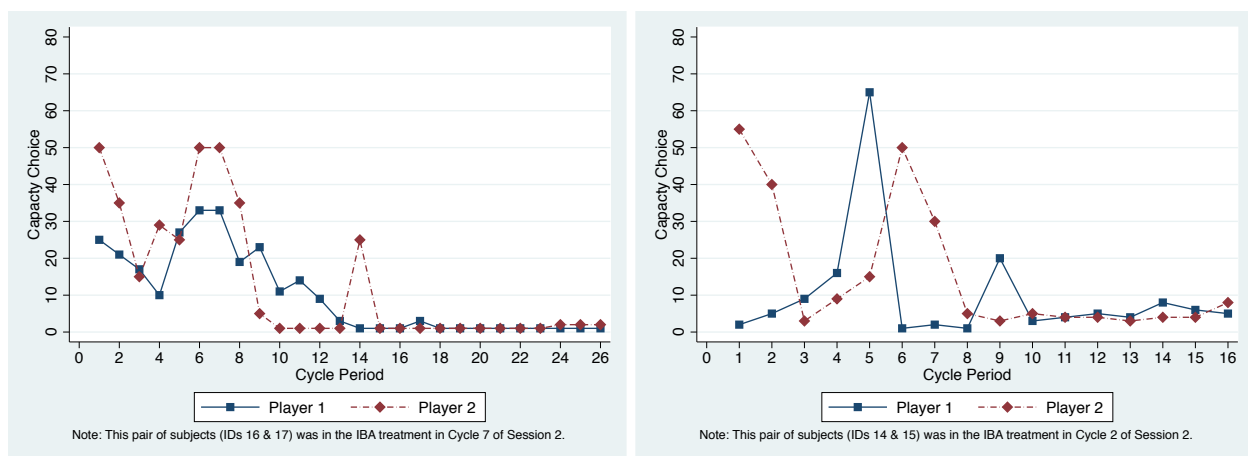 80
70
60
50
40
30
20
10
0
Capacity Choice
0 2 4 6 8 10 12 14 16 18 20 22 24 26
Cycle Period
Player 1 Player 2
Note: This pair of subjects (IDs 16 & 17) was in the IBA treatment in Cycle 7 of Session 2.
80
70
60
50
40
30
20
10
0
Capacity Choice
0 1 2 3 4 5 6 7 8 9 10 11 12 13 14 15 16
Cycle Period
Player 1 Player 2
Note: This pair of subjects (IDs 14 & 15) was in the IBA treatment in Cycle 2 of Session 2.